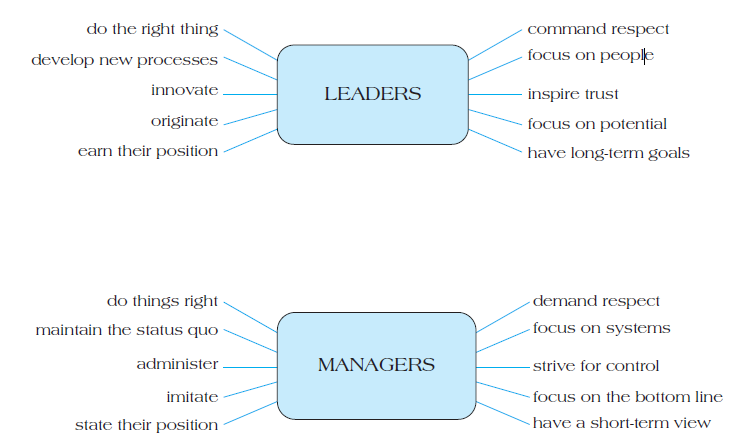 do the right thing
develop new processes
innovate
originate
earn their position
LEADERS
command respect
focus on people
inspire trust
focus on potential
have long-term goals
do things right
maintain the status quo
administer
imitate
state their position
MANAGERS
demand respect
focus on systems
strive for control
focus on the bottom line
have a short-term view